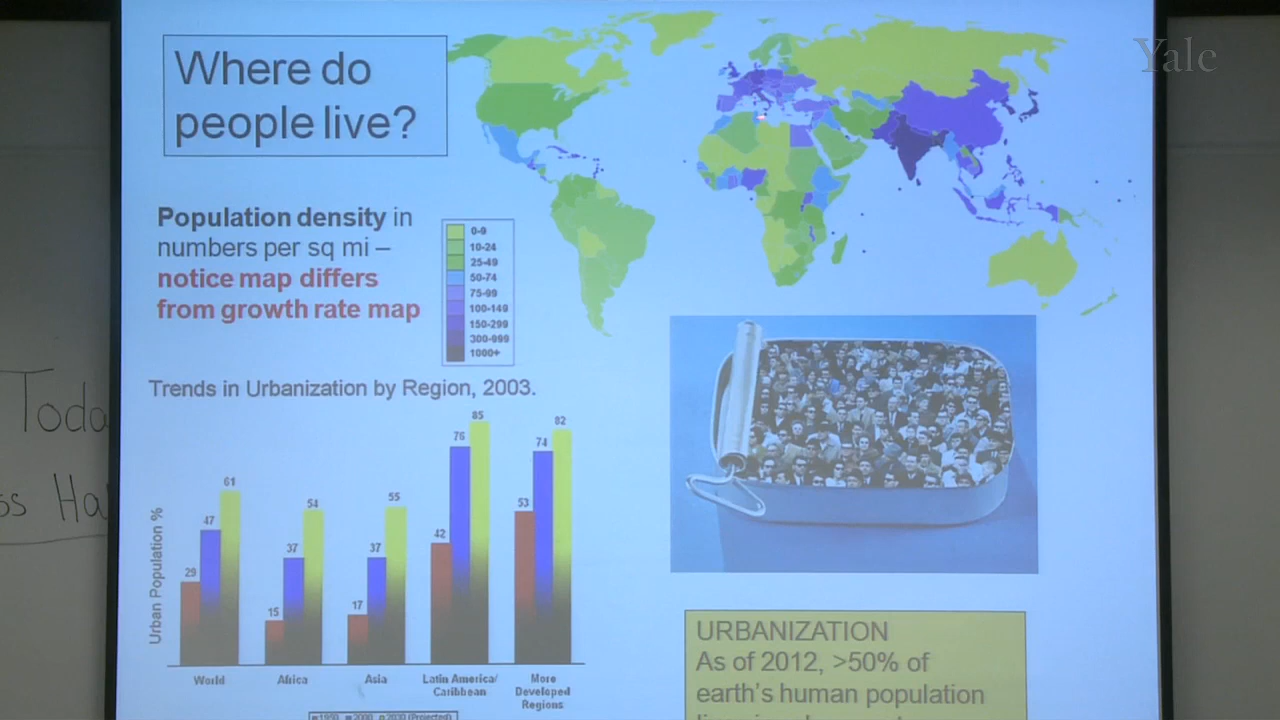 Yale
Where do
people live?
Population density in
numbers per sq mi –
notice map differs
from growth rate map
0-9
10-24
25-49
50-74
75-99
100-149
150-299
300-999
1000+
Toda
ss Ha
Trends in Urbanization by Region, 2003.
Urban Population %
29
47
61
15
37
54
17
37
55
42
76
85
53
74
82
World
Africa
Asia
Latin America/
Caribbean
More
Developed
Regions
1950 2000 2030 (Projected)
URBANIZATION
As of 2012, >50% of
earth's human population